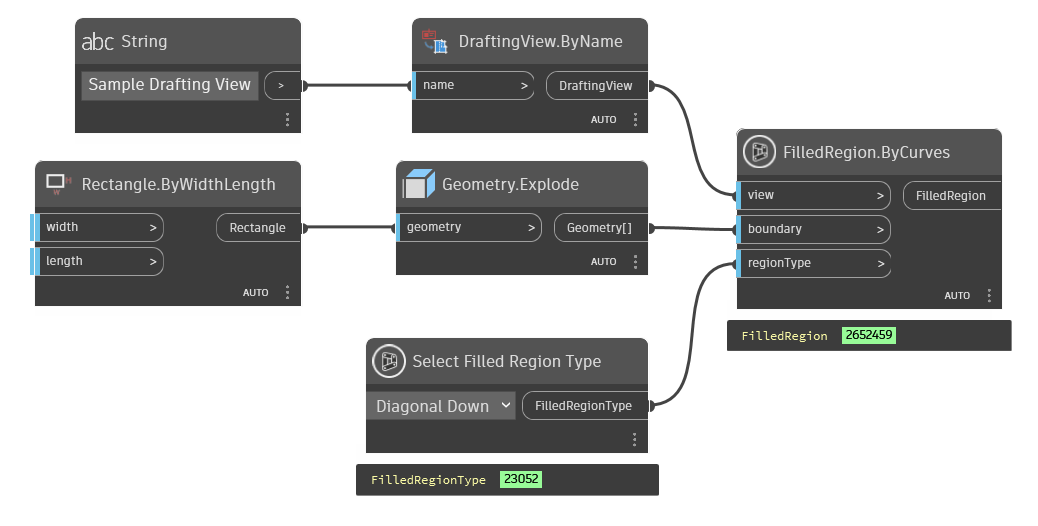 abc String
Sample Drafting View >
DraftingView.ByName
name > DraftingView
AUTO
FilledRegion.ByCurves
view > FilledRegion
boundary >
regionType >
AUTO
FilledRegion 2652459
H
W
Rectangle.ByWidthLength
width > Rectangle
length >
AUTO
Geometry.Explode
geometry > Geometry[]
AUTO
Select Filled Region Type
Diagonal Down FilledRegionType
FilledRegionType 23052